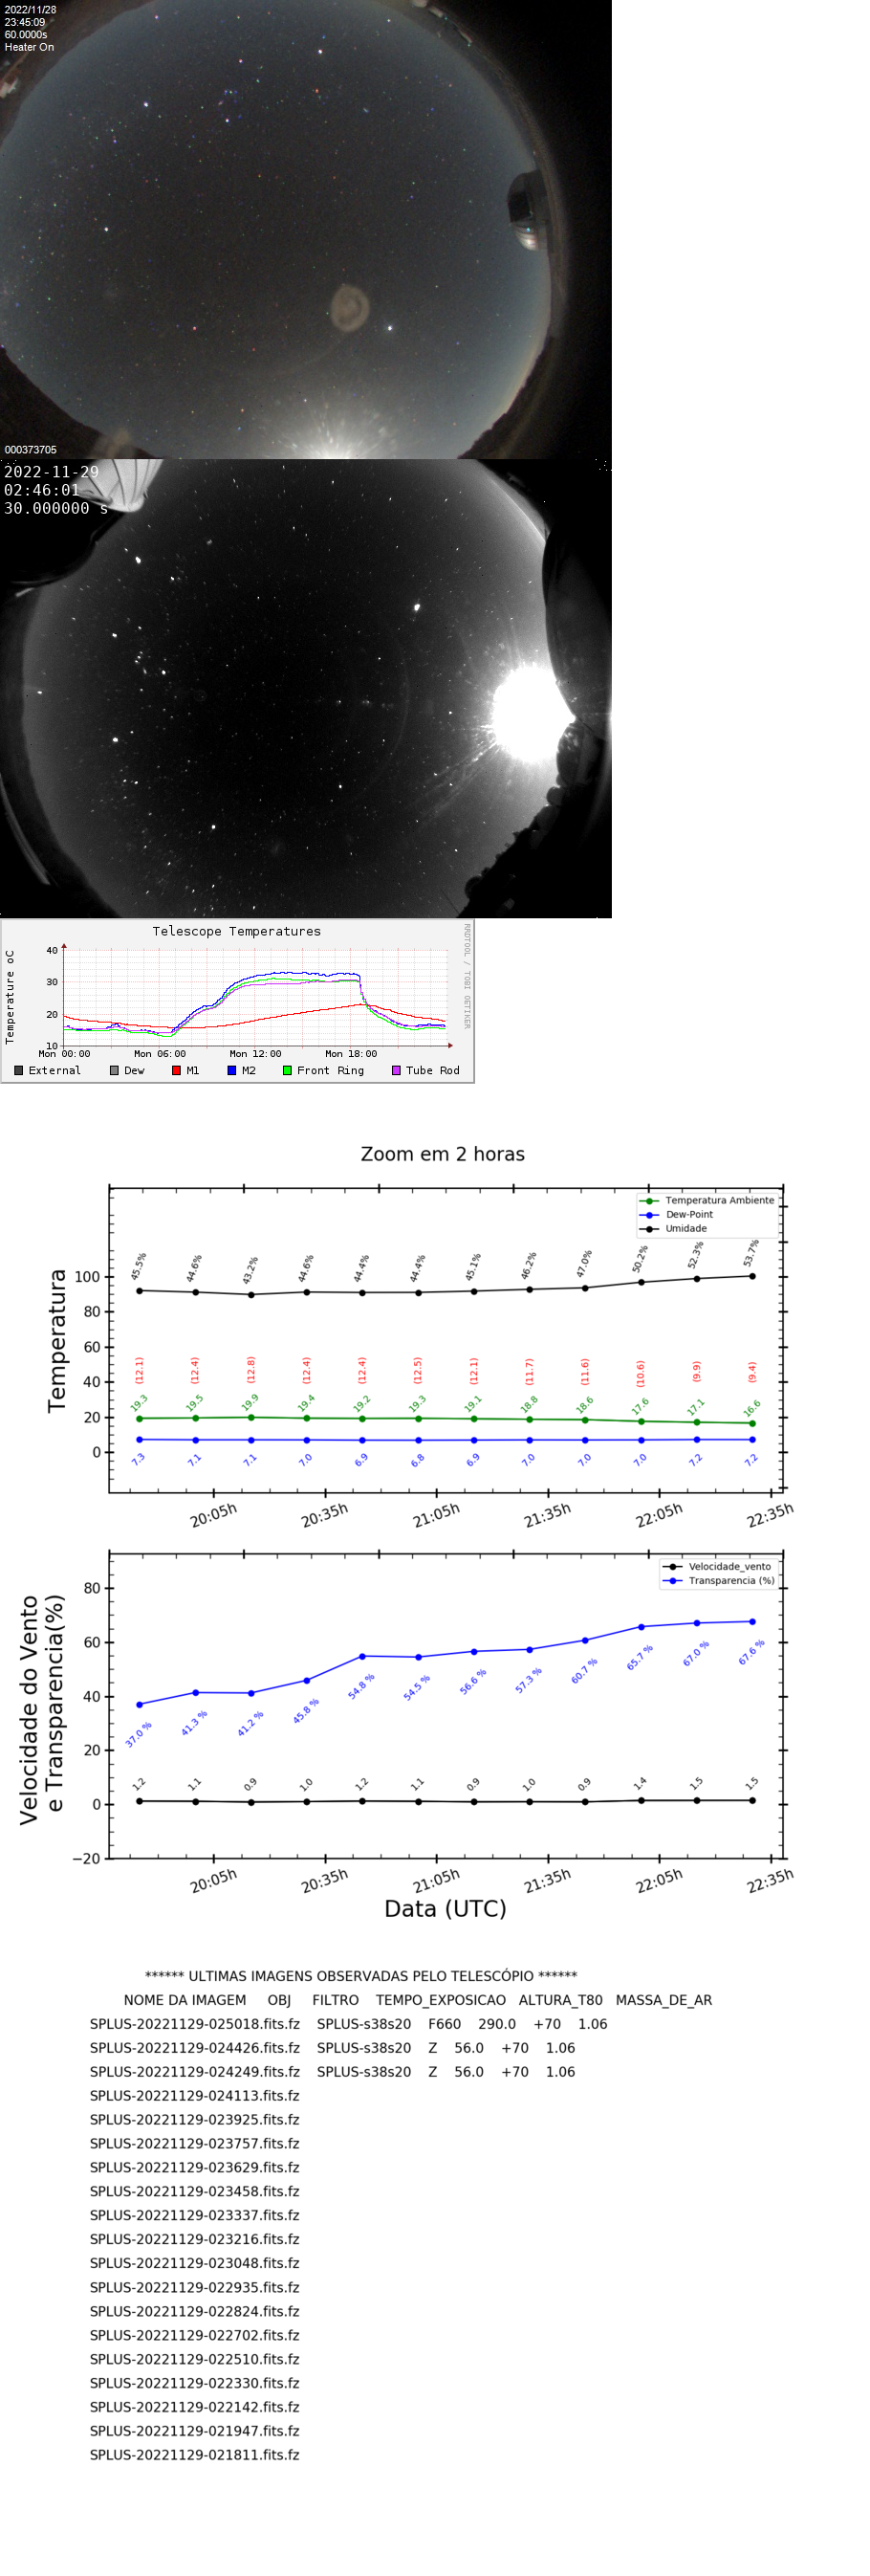 2022/11/28
23:45:09
60.0000s
Heater On
000373705
2022-11-29
02:46:01
30.000000 s
Telescope Temperatures
RRDTOOL / TOBI OETIKER
Temperature oC
40
30
20
10
Mon 00:00 Mon 06:00 Mon 12:00 Mon 18:00
External Dew M1 M2 Front Ring Tube Rod
Zoom em 2 horas
Temperatura Ambiente
Dew-Point
Umidade
Temperatura
100
80
60
40
20
0
45.5% 44.6% 43.2% 44.6% 44.4% 44.4% 45.1% 46.2% 47.0% 50.2% 52.3% 53.7%
(12.1) (12.4) (12.8) (12.4) (12.4) (12.5) (12.1) (11.7) (11.6) (10.6) (9.9) (9.4)
19.3 19.5 19.9 19.4 19.2 19.3 19.1 18.8 18.6 17.6 17.1 16.6
7.3 7.1 7.1 7.0 6.9 6.8 6.9 7.0 7.0 7.0 7.2 7.2
20:05h 20:35h 21:05h 21:35h 22:05h 22:35h
Velocidade_vento
Transparencia (%)
Velocidade do Vento
e Transparencia(%)
80
60
40
20
0
−20
37.0 % 41.3 % 41.2 % 45.8 % 54.8 % 54.5 % 56.6 % 57.3 % 60.7 % 65.7 % 67.0 % 67.6 %
1.2 1.1 0.9 1.0 1.2 1.1 0.9 1.0 0.9 1.4 1.5 1.5
20:05h 20:35h 21:05h 21:35h 22:05h 22:35h
Data (UTC)
****** ULTIMAS IMAGENS OBSERVADAS PELO TELESCÓPIO ******
NOME DA IMAGEM OBJ FILTRO TEMPO_EXPOSICAO ALTURA_T80 MASSA_DE_AR
SPLUS-20221129-025018.fits.fz SPLUS-s38s20 F660 290.0 +70 1.06
SPLUS-20221129-024426.fits.fz SPLUS-s38s20 Z 56.0 +70 1.06
SPLUS-20221129-024249.fits.fz SPLUS-s38s20 Z 56.0 +70 1.06
SPLUS-20221129-024113.fits.fz
SPLUS-20221129-023925.fits.fz
SPLUS-20221129-023757.fits.fz
SPLUS-20221129-023629.fits.fz
SPLUS-20221129-023458.fits.fz
SPLUS-20221129-023337.fits.fz
SPLUS-20221129-023216.fits.fz
SPLUS-20221129-023048.fits.fz
SPLUS-20221129-022935.fits.fz
SPLUS-20221129-022824.fits.fz
SPLUS-20221129-022702.fits.fz
SPLUS-20221129-022510.fits.fz
SPLUS-20221129-022330.fits.fz
SPLUS-20221129-022142.fits.fz
SPLUS-20221129-021947.fits.fz
SPLUS-20221129-021811.fits.fz